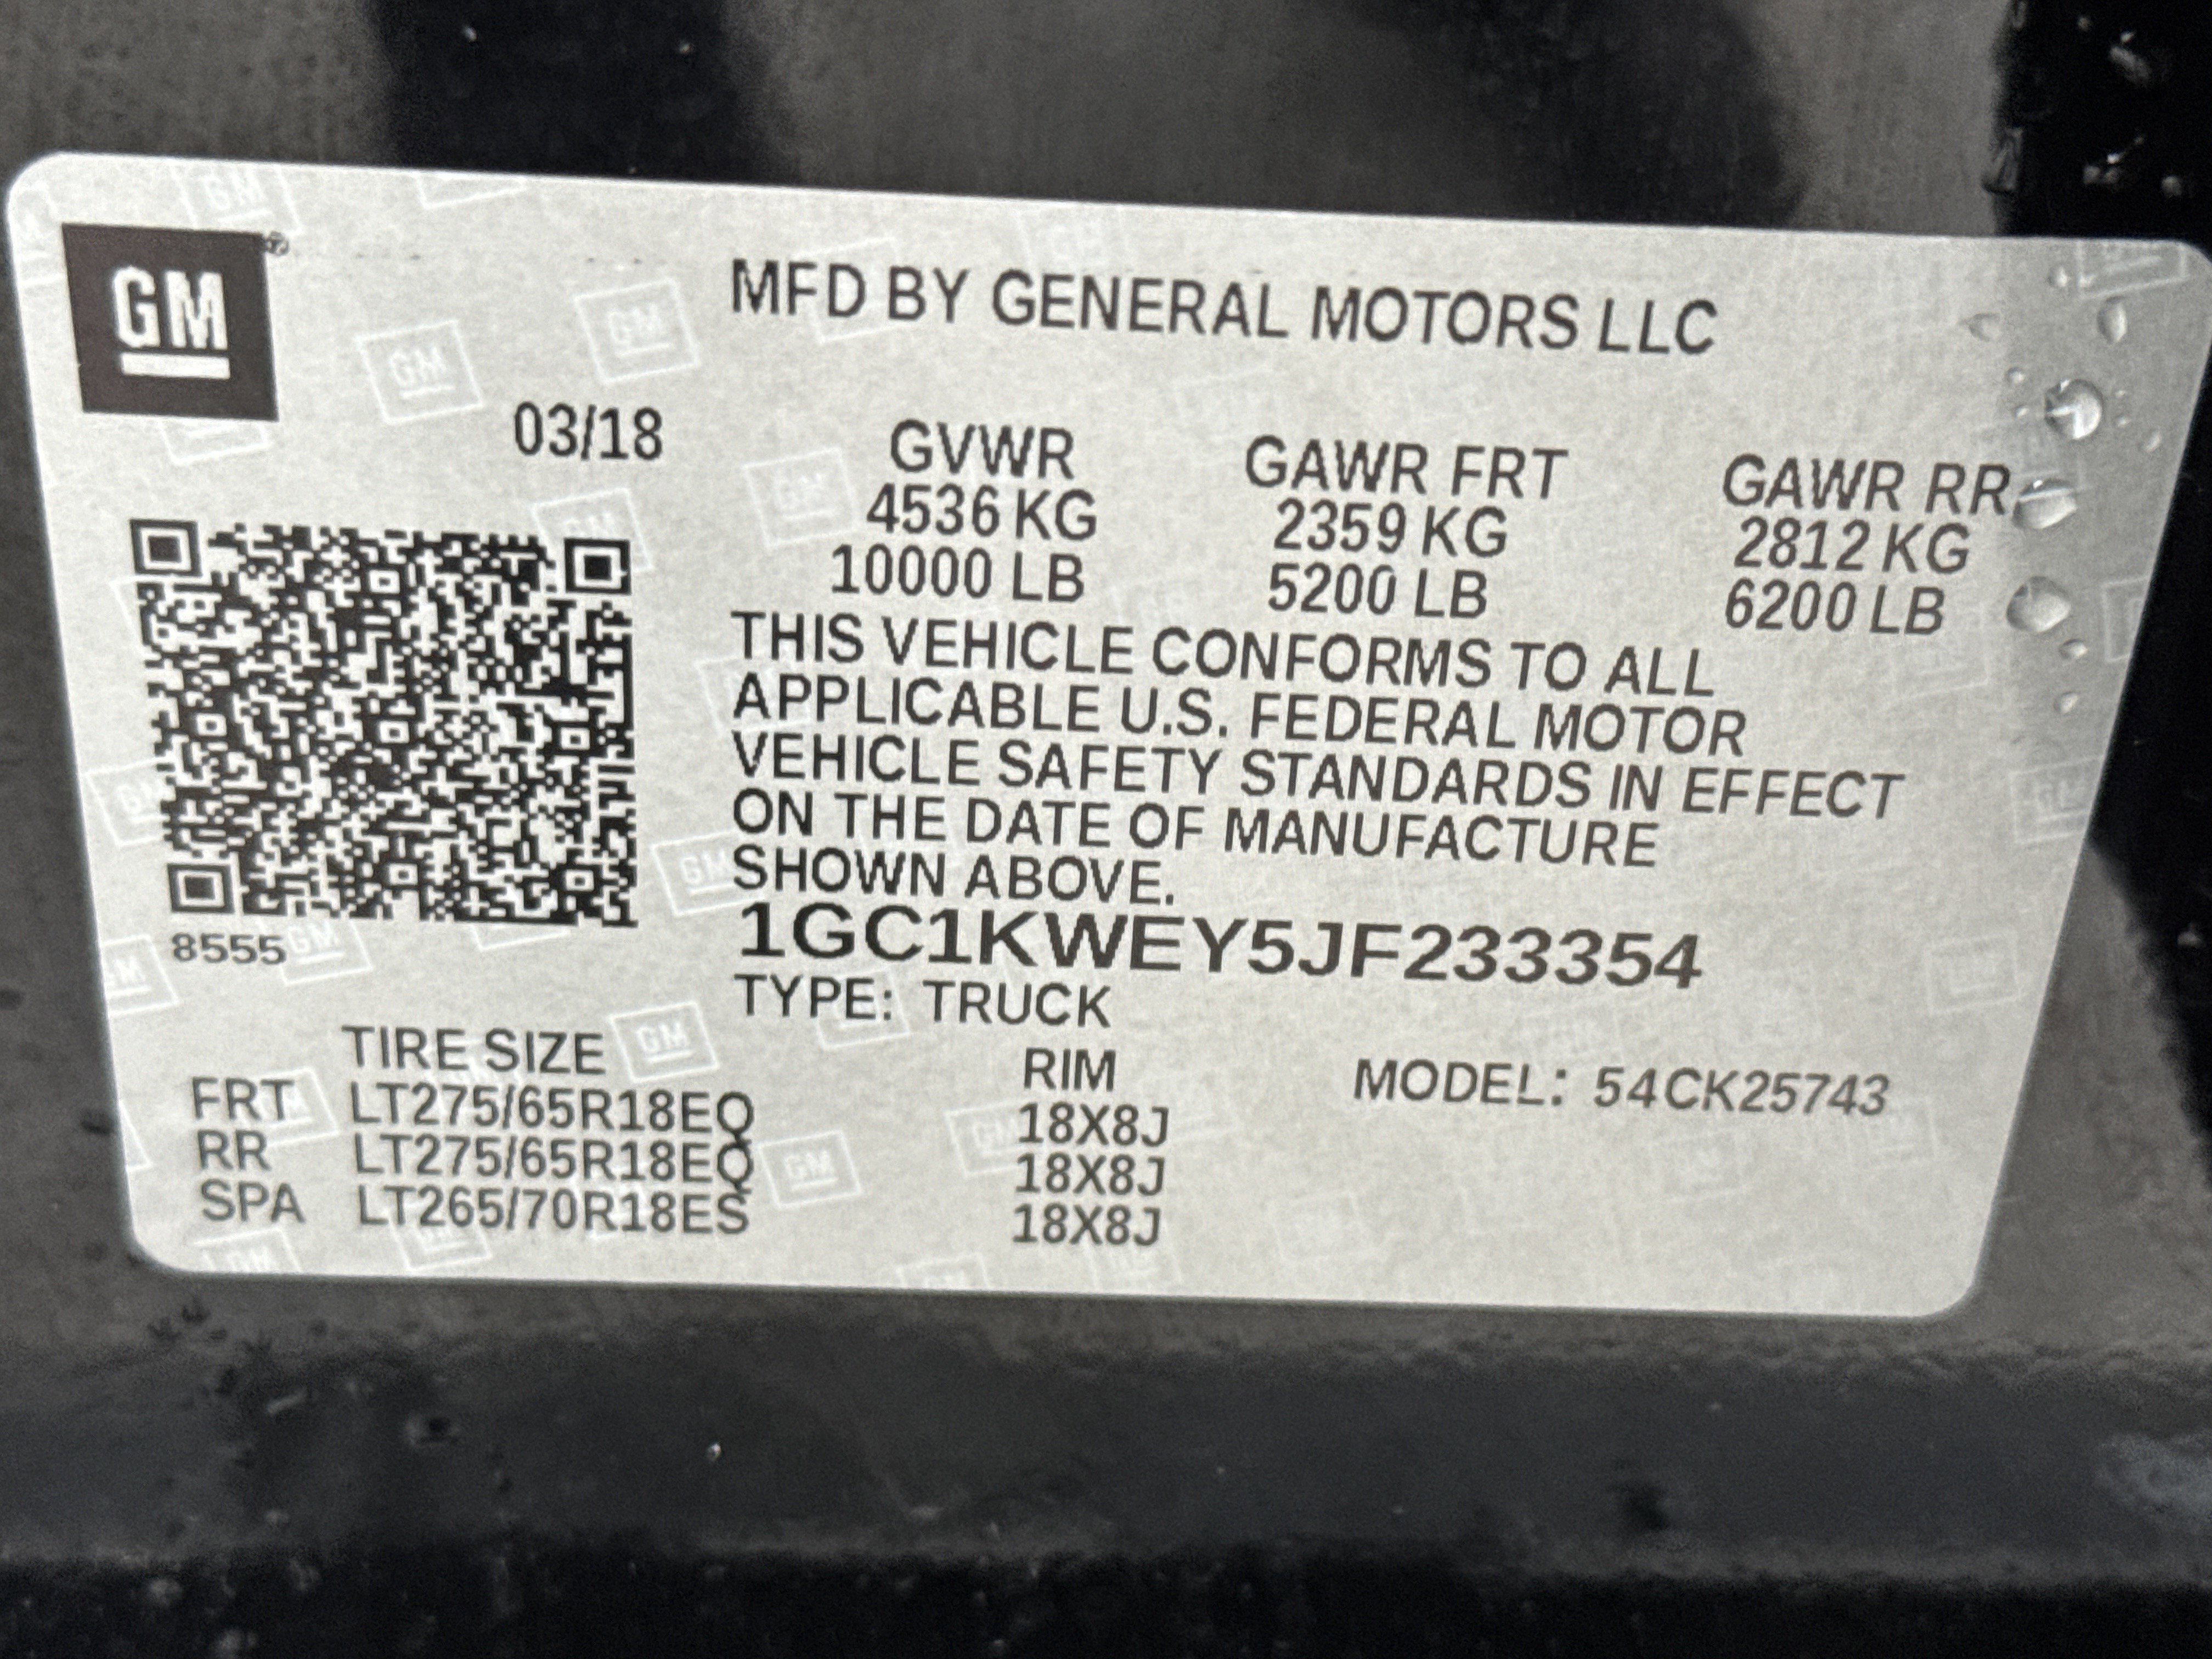 GM
MFD BY GENERAL MOTORS LLC
03/18
GVWR GAWR FRT GAWR RR
4536 KG 2359 KG 2812 KG
10000 LB 5200 LB 6200 LB
THIS VEHICLE CONFORMS TO ALL
APPLICABLE U.S. FEDERAL MOTOR
VEHICLE SAFETY STANDARDS IN EFFECT
ON THE DATE OF MANUFACTURE
SHOWN ABOVE.
8555
1GC1KWEY5JF233354
TYPE: TRUCK
TIRE SIZE RIM MODEL: 54CK25743
FRT LT275/65R18EQ 18X8J
RR LT275/65R18EQ 18X8J
SPA LT265/70R18ES 18X8J